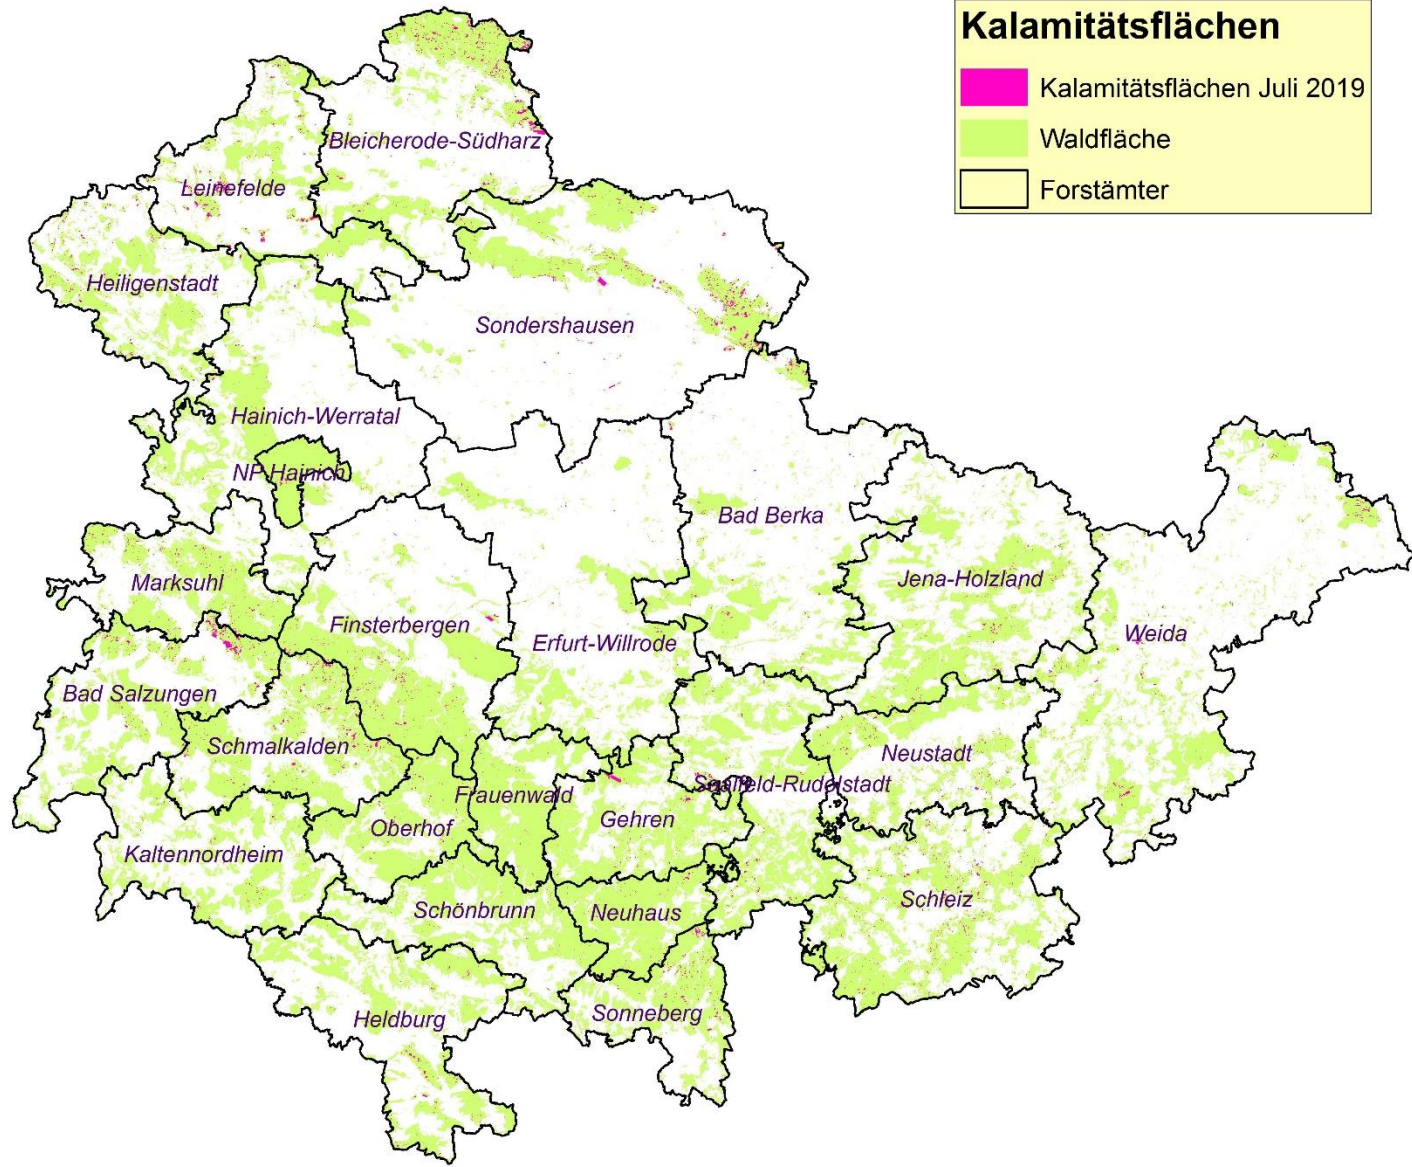 Kalamitätsflächen
Kalamitätsflächen Juli 2019
Waldfläche
Forstämter
Bleicherode-Südharz
Leinefelde
Heiligenstadt
Sondershausen
Hainich-Werratal
NP Hainich
Bad Berka
Marksuhl
Jena-Holzland
Finsterbergen
Erfurt-Willrode
Weida
Bad Salzungen
Schmalkalden
Neustadt
Saalfeld-Rudolstadt
Frauenwald
Gehren
Oberhof
Kaltennordheim
Schleiz
Schönbrunn
Neuhaus
Heldburg
Sonneberg